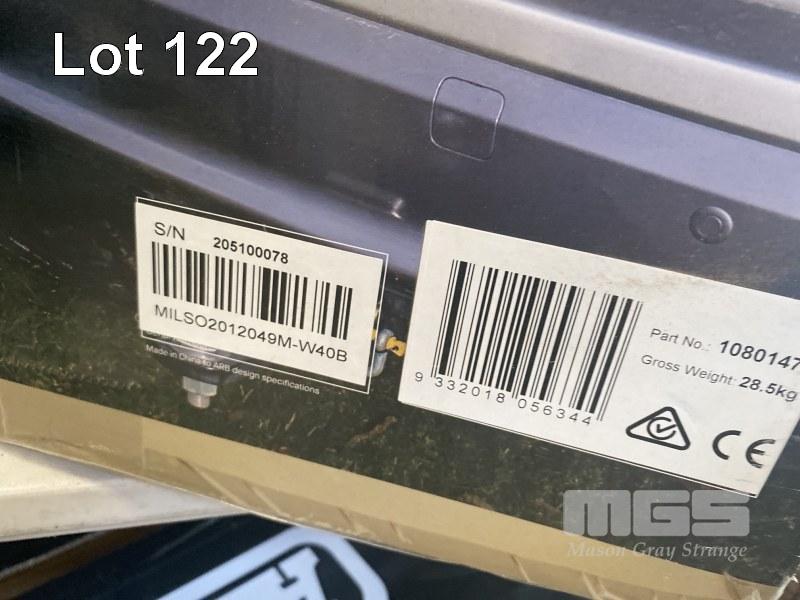 Lot 122
S/N 205100078
MILSO2012049M-W40B
Made in China to ARB design specifications
Part No.: 1080147
Gross Weight: 28.5kg
9 332018 056344
CE
MGS
Mason Gray Strange